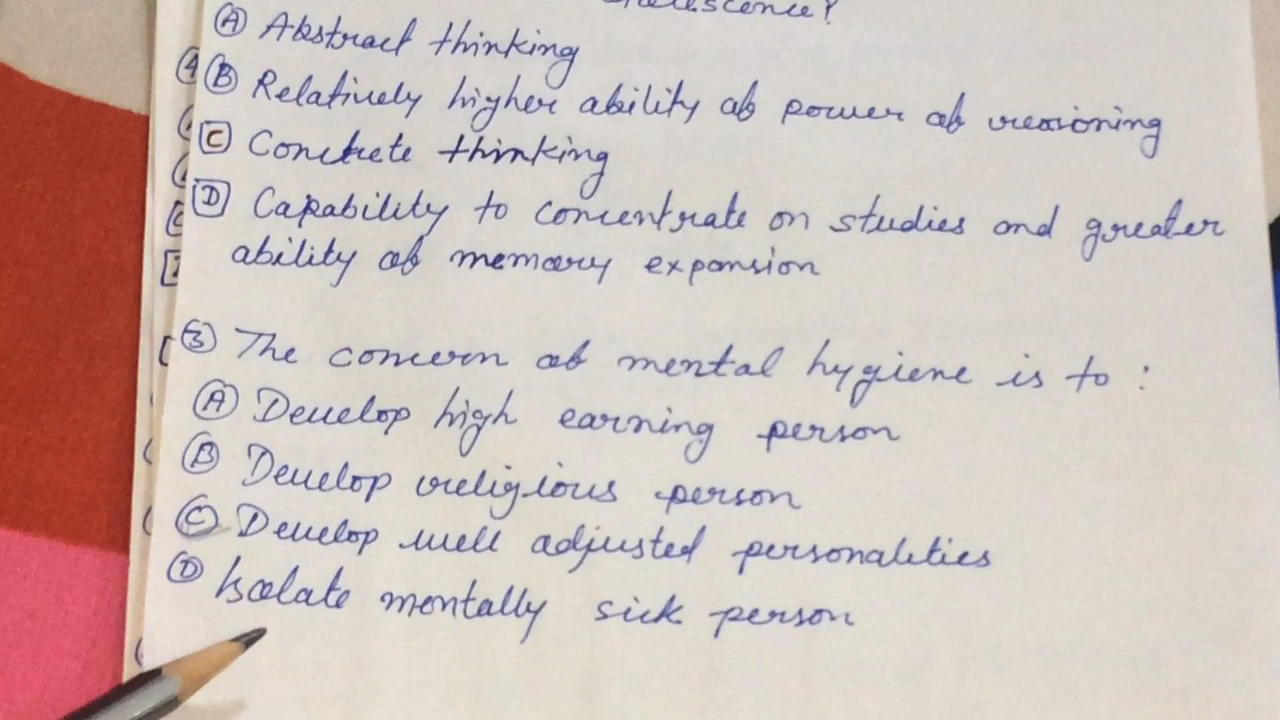 Ⓐ Abstract thinking
Ⓑ Relatively higher ability of power of reasoning
C Concrete thinking
D Capability to concentrate on studies and greater
ability of memory expansion
③ The concern of mental hygiene is to :
Ⓐ Develop high earning person
Ⓑ Develop religious person
Ⓒ Develop well adjusted personalities
Ⓓ Isolate mentally sick person